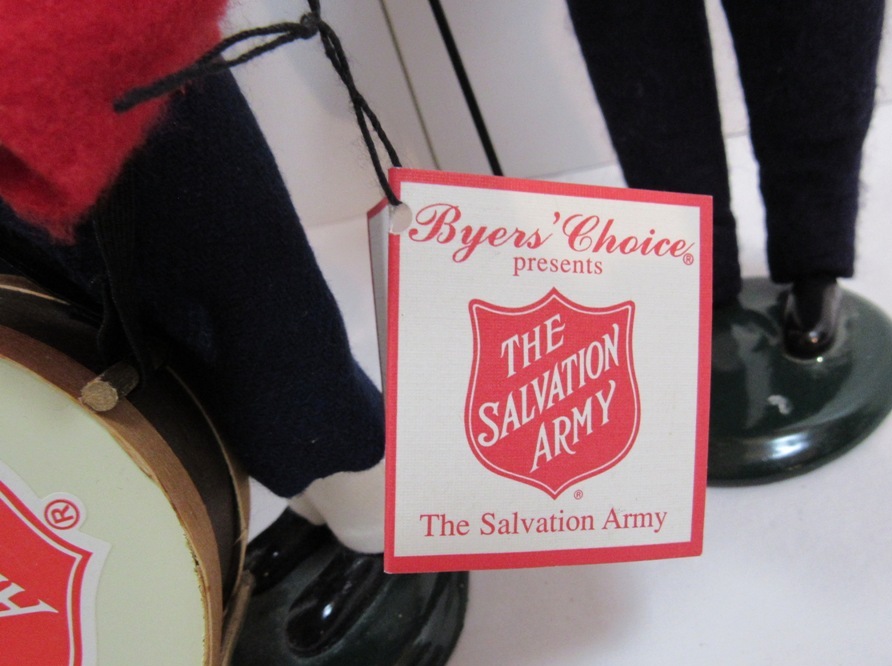 Byers' Choice®
presents
THE
SALVATION
ARMY
®
The Salvation Army
®